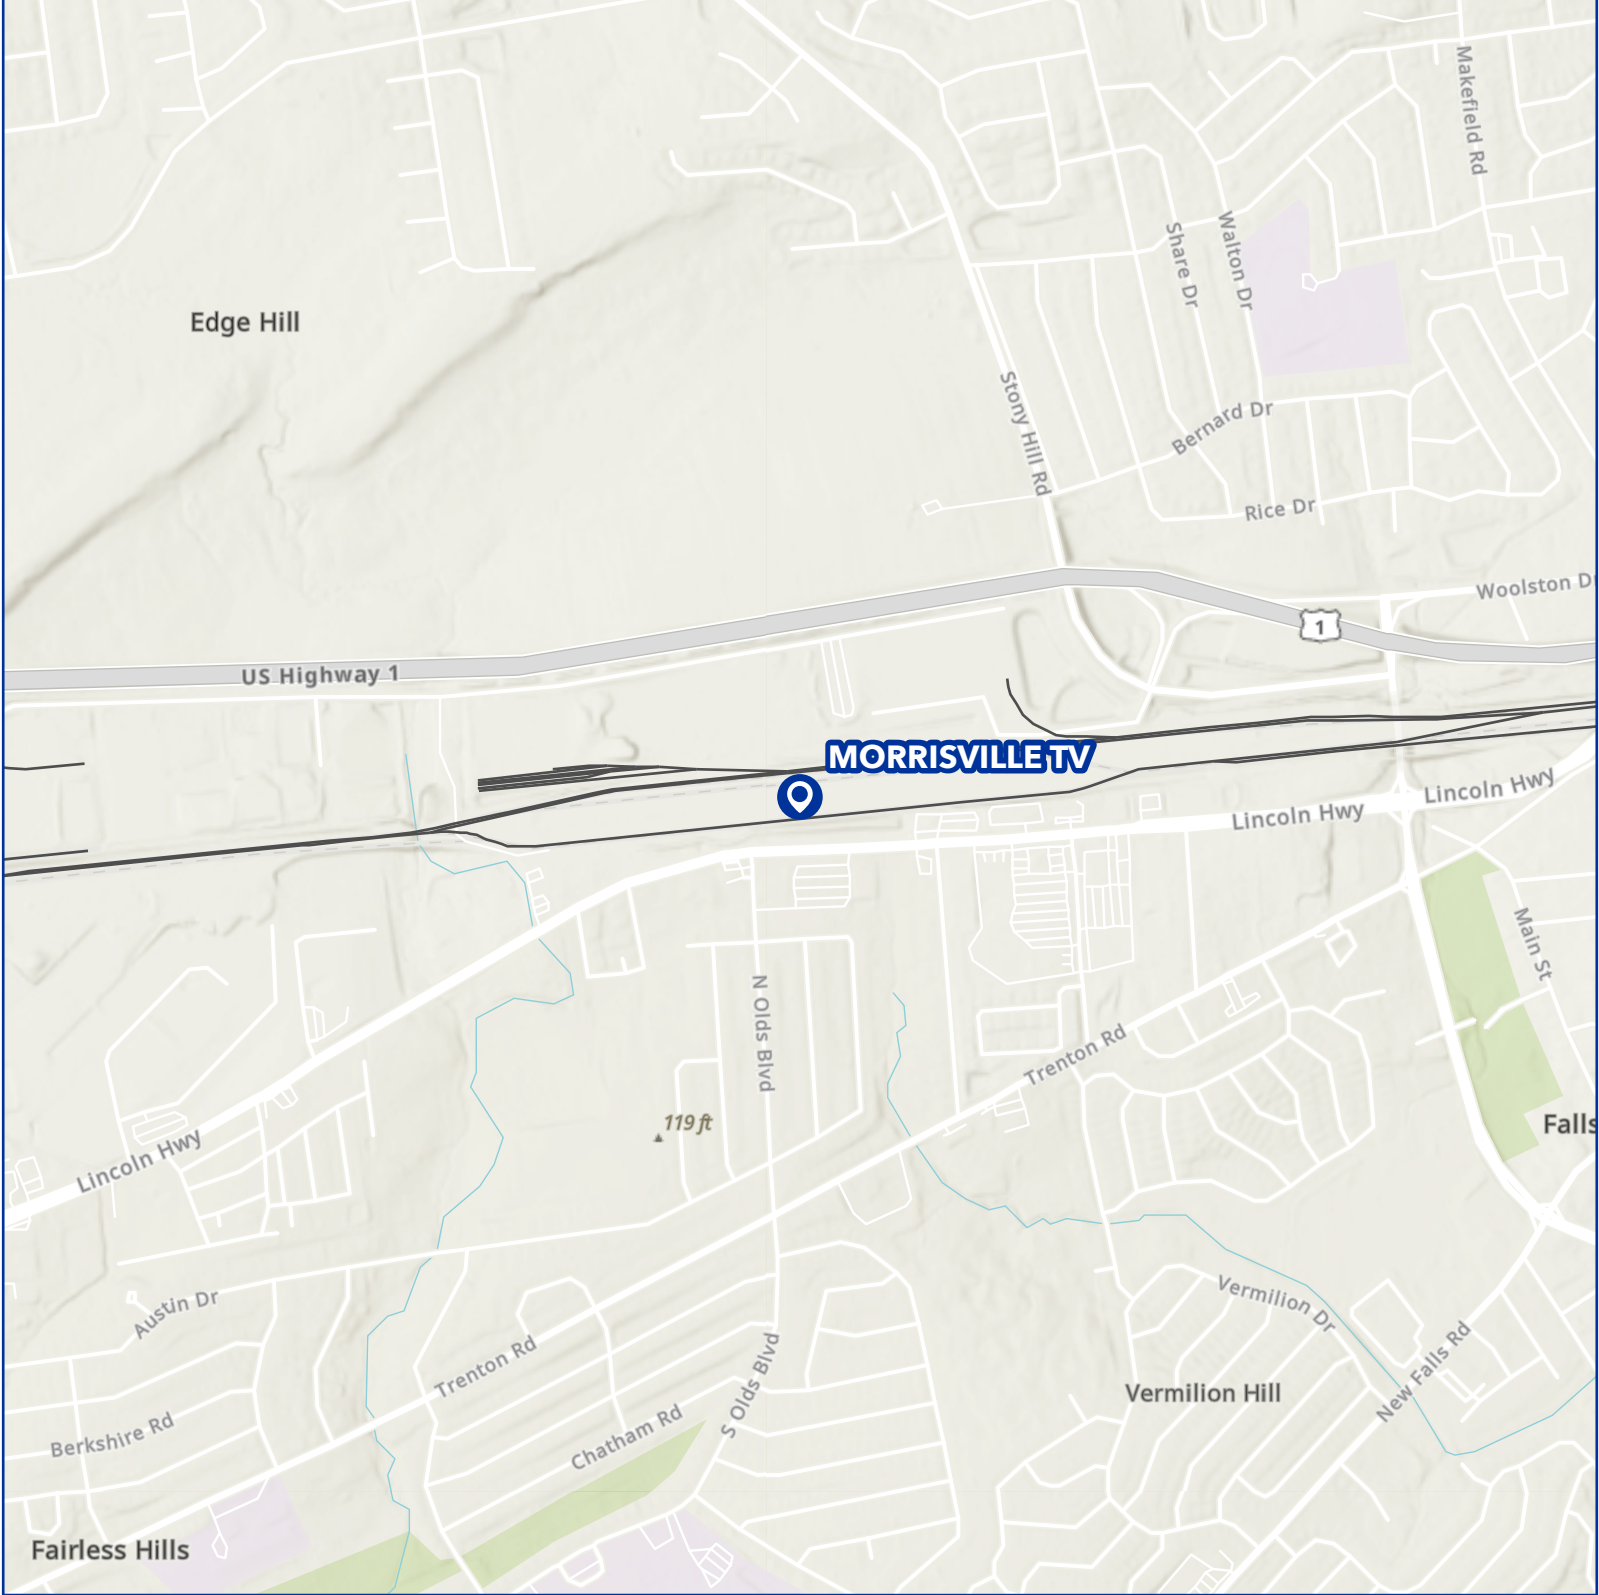 Makefield Rd
Share Dr
Walton Dr
Edge Hill
Stony Hill Rd
Bernard Dr
Rice Dr
Woolston D
1
US Highway 1
MORRISVILLE TV
Lincoln Hwy
Lincoln Hwy
Main St
N Olds Blvd
Trenton Rd
119 ft
Falls
Lincoln Hwy
Austin Dr
Vermilion Dr
Trenton Rd
S Olds Blvd
New Falls Rd
Vermilion Hill
Chatham Rd
Berkshire Rd
Fairless Hills